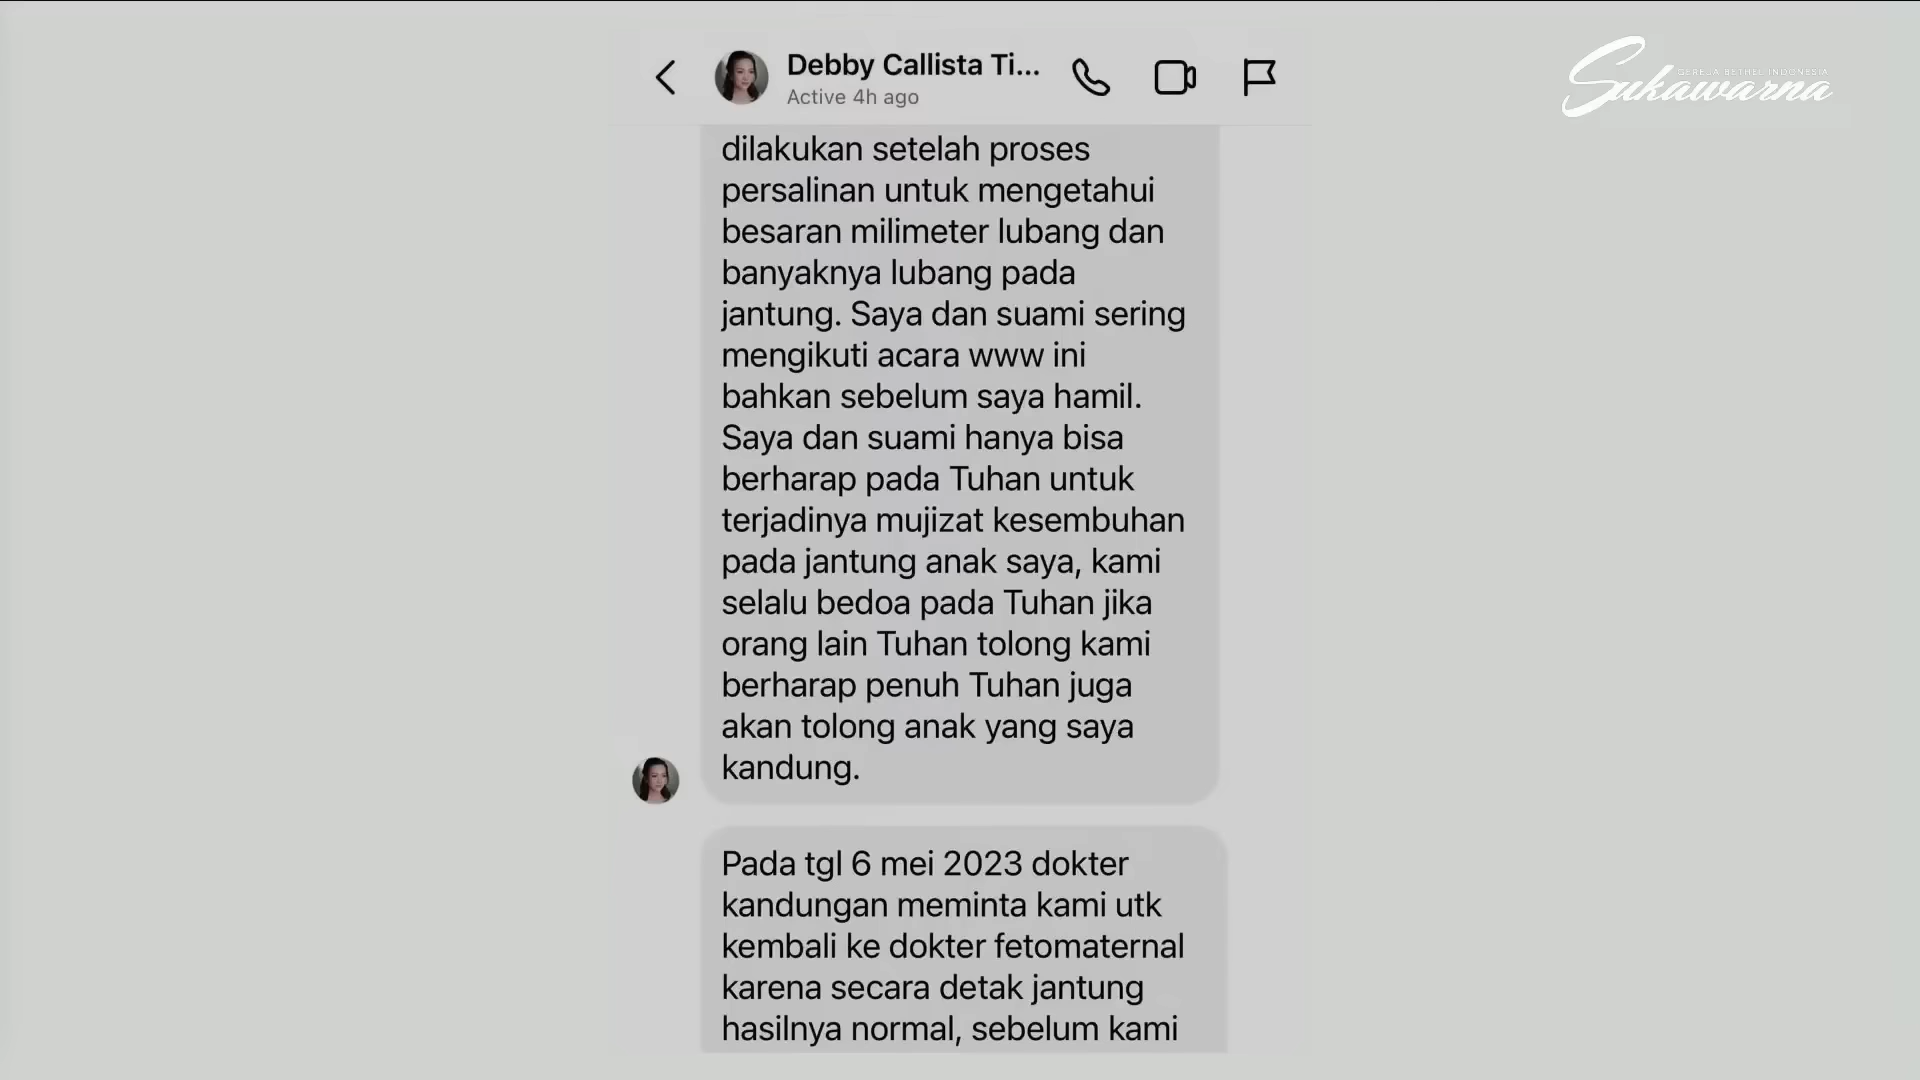 Debby Callista Ti...
Active 4h ago
GEREJA BETHEL INDONESIA
Sukawarna
dilakukan setelah proses
persalinan untuk mengetahui
besaran milimeter lubang dan
banyaknya lubang pada
jantung. Saya dan suami sering
mengikuti acara www ini
bahkan sebelum saya hamil.
Saya dan suami hanya bisa
berharap pada Tuhan untuk
terjadinya mujizat kesembuhan
pada jantung anak saya, kami
selalu bedoa pada Tuhan jika
orang lain Tuhan tolong kami
berharap penuh Tuhan juga
akan tolong anak yang saya
kandung.
Pada tgl 6 mei 2023 dokter
kandungan meminta kami utk
kembali ke dokter fetomaternal
karena secara detak jantung
hasilnya normal, sebelum kami